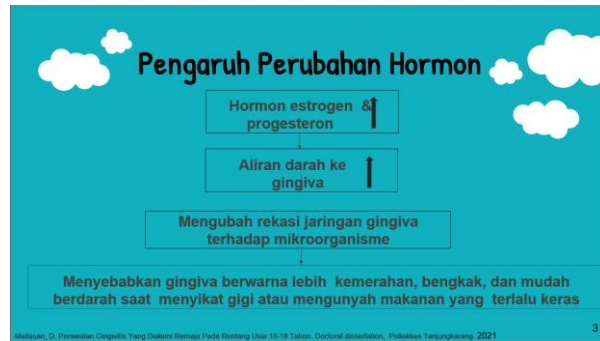 Pengaruh Perubahan Hormon
Hormon estrogen &
progesteron
Aliran darah ke
gingiva
Mengubah rekasi jaringan gingiva
terhadap mikroorganisme
Menyebabkan gingiva berwarna lebih kemerahan, bengkak, dan mudah
berdarah saat menyikat gigi atau mengunyah makanan yang terlalu keras
Maitasari, D. Perawatan Gingivitis Yang Dialami Remaja Pada Rentang Usia 10-18 Tahun. Doctoral dissertation, Poltekkes Tanjungkarang. 2021
3